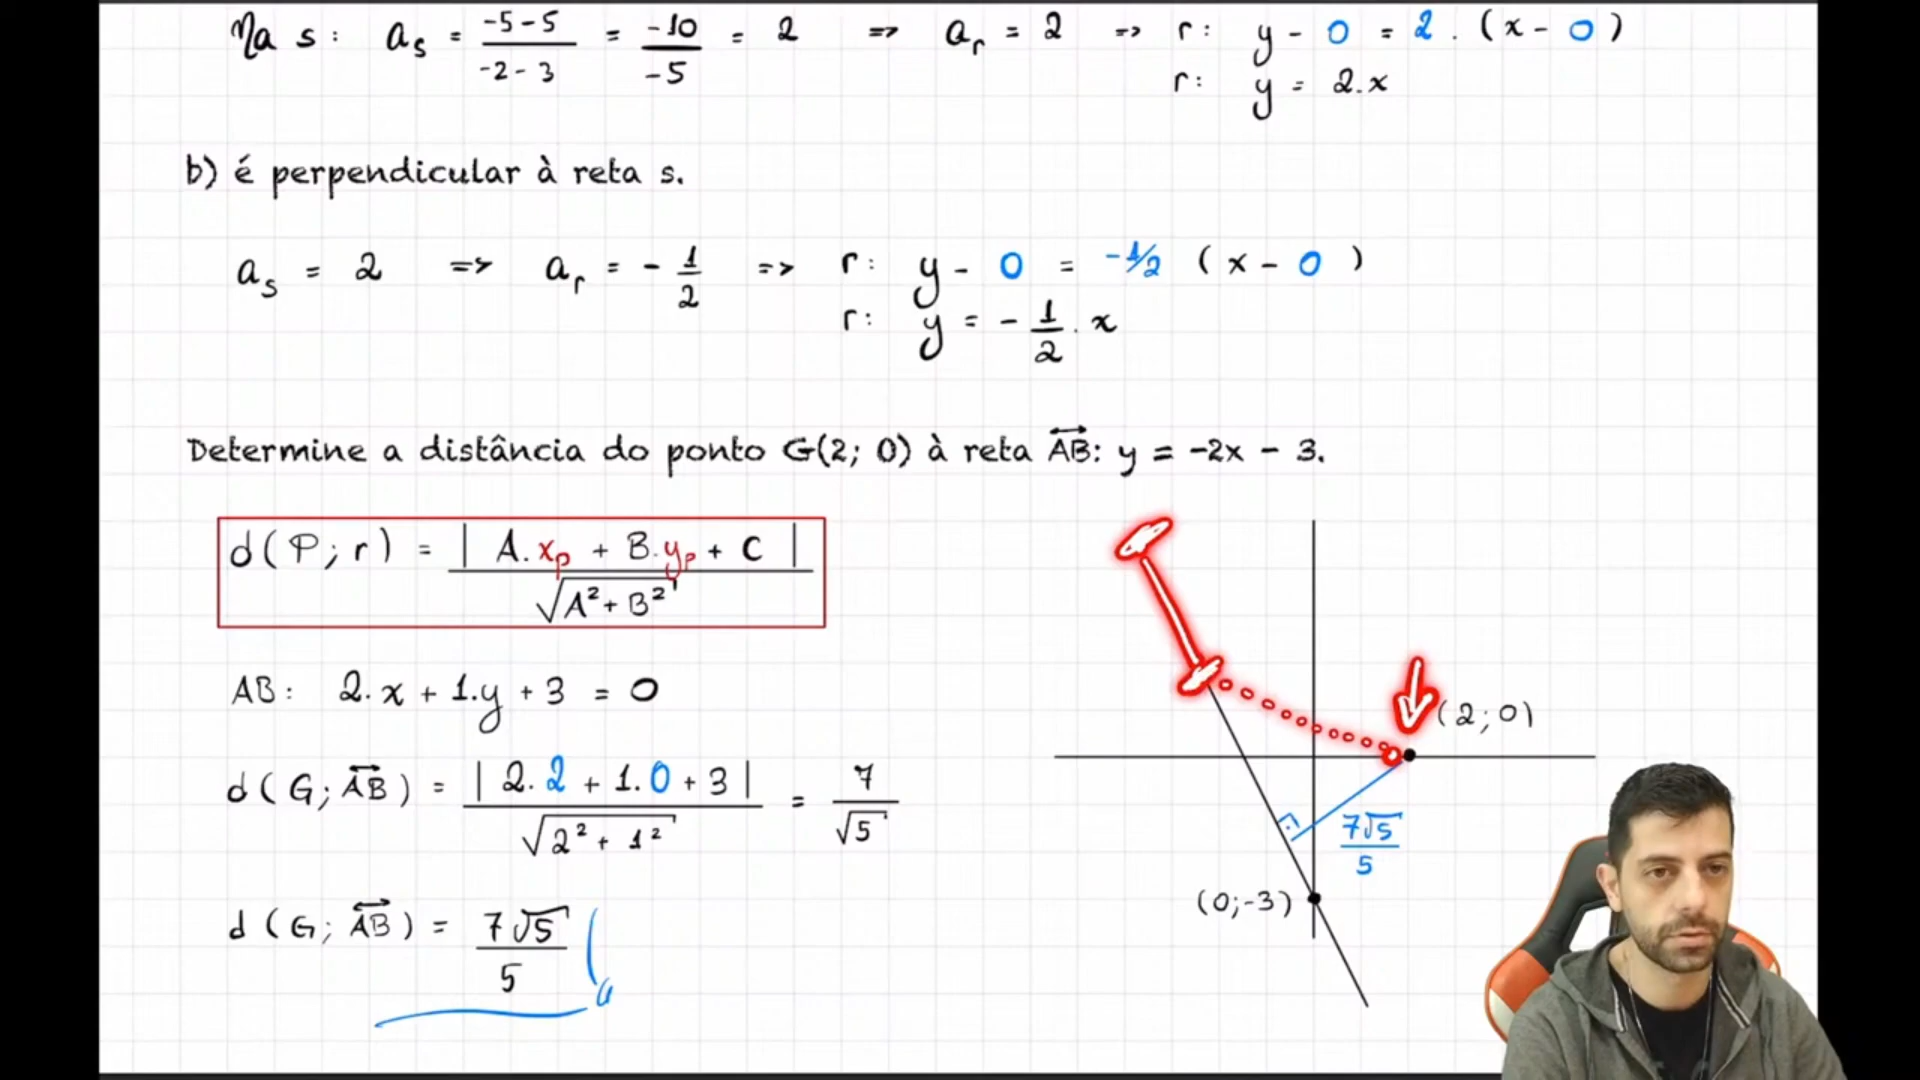 Na s: a_s = (-5-5)/(-2-3) = -10/-5 = 2 => a_r = 2 => r: y - 0 = 2 . (x - 0)
r: y = 2.x
b) é perpendicular à reta s.
a_s = 2 => a_r = -1/2 => r: y - 0 = -1/2 (x - 0)
r: y = -1/2 . x
Determine a distância do ponto G(2; 0) à reta AB: y = -2x - 3.
d(P; r) = |A.x_p + B.y_p + C| / √(A² + B²)
AB: 2.x + 1.y + 3 = 0
d(G; AB) = |2.2 + 1.0 + 3| / √(2² + 1²) = 7/√5
d(G; AB) = 7√5/5
(2;0)
7√5/5
(0;-3)